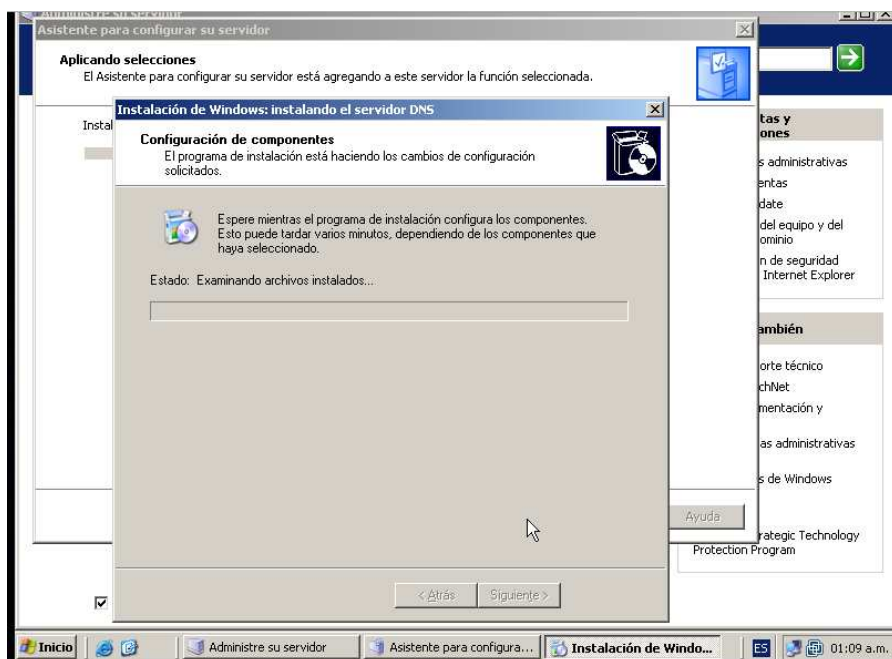 Administre su servidor
Asistente para configurar su servidor
Aplicando selecciones
El Asistente para configurar su servidor está agregando a este servidor la función seleccionada.
Instal
Instalación de Windows: instalando el servidor DNS
Configuración de componentes
El programa de instalación está haciendo los cambios de configuración
solicitados.
Espere mientras el programa de instalación configura los componentes.
Esto puede tardar varios minutos, dependiendo de los componentes que
haya seleccionado.
Estado: Examinando archivos instalados...
< Atrás
Siguiente >
Ayuda
tas y
ones
s administrativas
entas
date
del equipo y del
ominio
n de seguridad
Internet Explorer
ambién
orte técnico
chNet
mentación y
as administrativas
s de Windows
rategic Technology
Protection Program
Inicio
Administre su servidor
Asistente para configura...
Instalación de Windo...
ES
01:09 a.m.